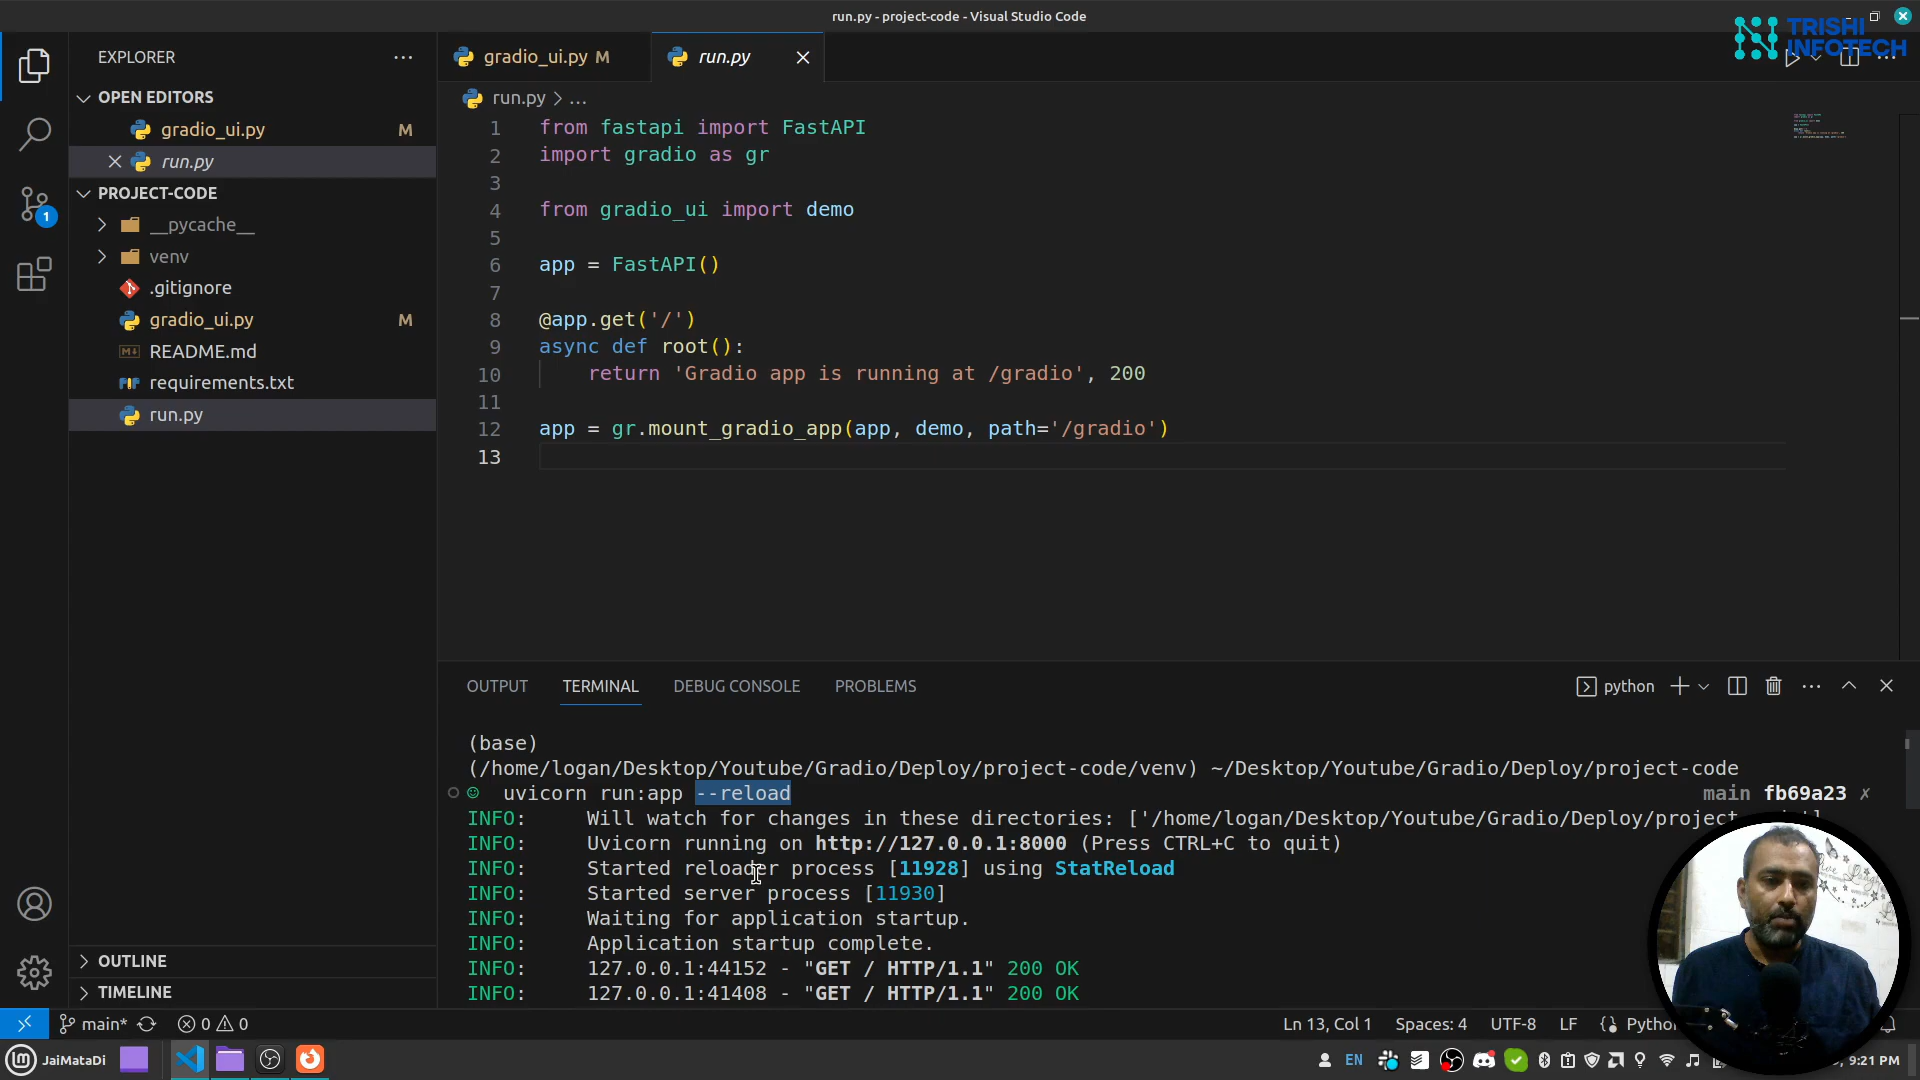 run.py - project-code - Visual Studio Code
TRISHI
INFOTECH
EXPLORER
OPEN EDITORS
gradio_ui.py M
run.py
PROJECT-CODE
__pycache__
venv
.gitignore
gradio_ui.py M
README.md
requirements.txt
run.py
OUTLINE
TIMELINE
1
gradio_ui.py M
run.py
run.py > ...
1 from fastapi import FastAPI
2 import gradio as gr
3
4 from gradio_ui import demo
5
6 app = FastAPI()
7
8 @app.get('/')
9 async def root():
10 return 'Gradio app is running at /gradio', 200
11
12 app = gr.mount_gradio_app(app, demo, path='/gradio')
13
OUTPUT TERMINAL DEBUG CONSOLE PROBLEMS
python
(base)
(/home/logan/Desktop/Youtube/Gradio/Deploy/project-code/venv) ~/Desktop/Youtube/Gradio/Deploy/project-code
uvicorn run:app --reload main fb69a23 ✗
INFO: Will watch for changes in these directories: ['/home/logan/Desktop/Youtube/Gradio/Deploy/project
INFO: Uvicorn running on http://127.0.0.1:8000 (Press CTRL+C to quit)
INFO: Started reloader process [11928] using StatReload
INFO: Started server process [11930]
INFO: Waiting for application startup.
INFO: Application startup complete.
INFO: 127.0.0.1:44152 - "GET / HTTP/1.1" 200 OK
INFO: 127.0.0.1:41408 - "GET / HTTP/1.1" 200 OK
main* 0 0 Ln 13, Col 1 Spaces: 4 UTF-8 LF Python
JaiMataDi EN 9:21 PM